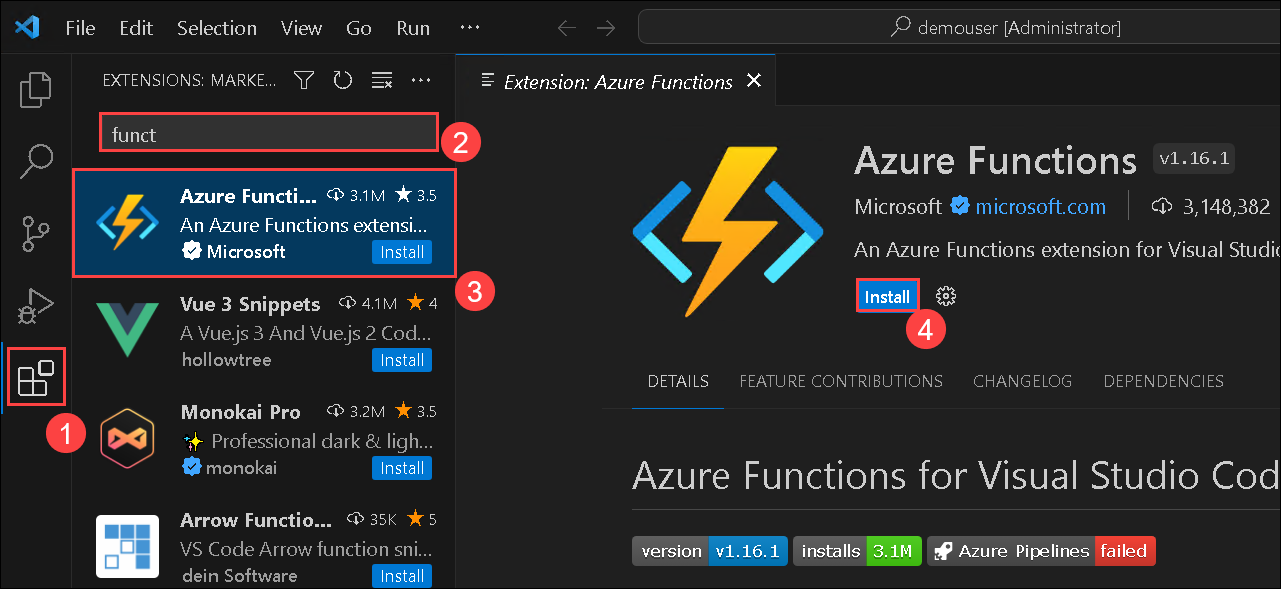 File Edit Selection View Go Run ···
demouser [Administrator]
EXTENSIONS: MARKE... ···
Extension: Azure Functions
funct
2
Azure Functi... 3.1M 3.5
An Azure Functions extensi...
Microsoft Install
3
Vue 3 Snippets 4.1M 4
A Vue.js 3 And Vue.js 2 Cod...
hollowtree Install
1
Monokai Pro 3.2M 3.5
✨ Professional dark & ligh...
monokai Install
Arrow Functio... 35K 5
VS Code Arrow function sni...
dein Software Install
Azure Functions v1.16.1
Microsoft microsoft.com 3,148,382
An Azure Functions extension for Visual Studio
Install
4
DETAILS FEATURE CONTRIBUTIONS CHANGELOG DEPENDENCIES
Azure Functions for Visual Studio Cod
version v1.16.1 installs 3.1M Azure Pipelines failed